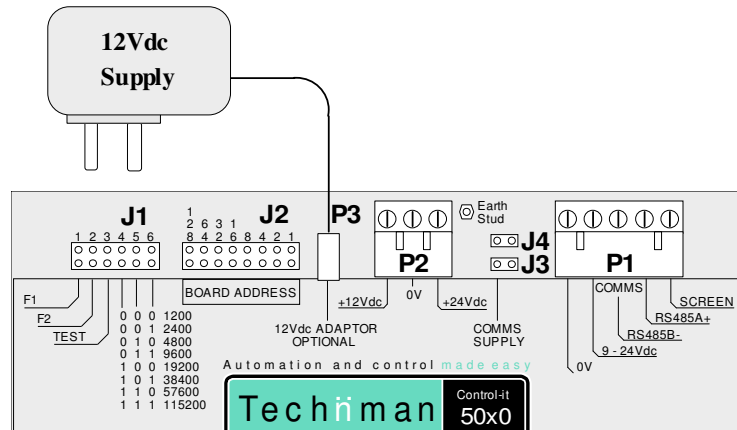 12Vdc
Supply
J1
J2
P3
Earth
Stud
J4
J3
P2
P1
1 2 3 4 5 6
1
2 6 3 1
8 4 2 6 8 4 2 1
BOARD ADDRESS
F1
F2
TEST
0 0 0 1200
0 0 1 2400
0 1 0 4800
0 1 1 9600
1 0 0 19200
1 0 1 38400
1 1 0 57600
1 1 1 115200
12Vdc ADAPTOR
OPTIONAL
+12Vdc
0V
+24Vdc
COMMS
SUPPLY
COMMS
SCREEN
RS485A+
RS485B-
9 - 24Vdc
0V
Automation and control made easy
Techn̈man
Control-it
50x0